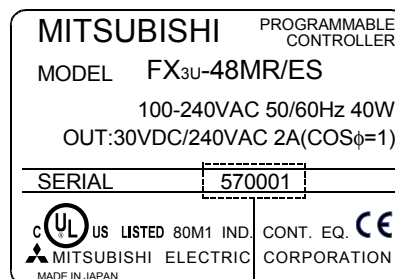 MITSUBISHI PROGRAMMABLE CONTROLLER
MODEL FX3U-48MR/ES
100-240VAC 50/60Hz 40W
OUT:30VDC/240VAC 2A(COSϕ=1)
SERIAL 570001
C UL US LISTED 80M1 IND. CONT. EQ. CE
MITSUBISHI ELECTRIC CORPORATION
MADE IN JAPAN